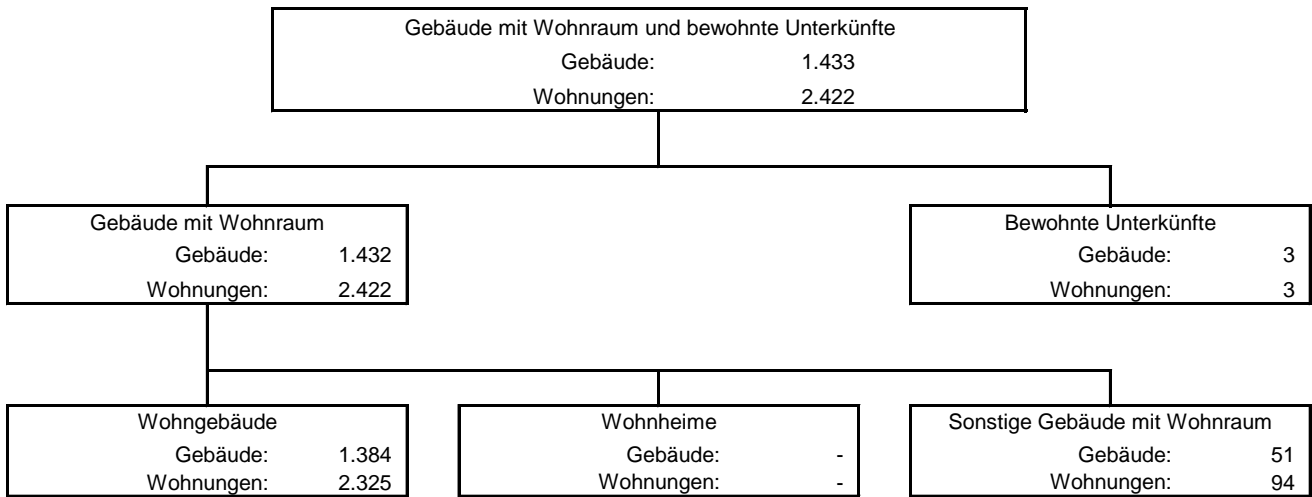 Gebäude mit Wohnraum und bewohnte Unterkünfte
Gebäude: 1.433
Wohnungen: 2.422
Gebäude mit Wohnraum
Gebäude: 1.432
Wohnungen: 2.422
Bewohnte Unterkünfte
Gebäude: 3
Wohnungen: 3
Wohngebäude
Gebäude: 1.384
Wohnungen: 2.325
Wohnheime
Gebäude: -
Wohnungen: -
Sonstige Gebäude mit Wohnraum
Gebäude: 51
Wohnungen: 94